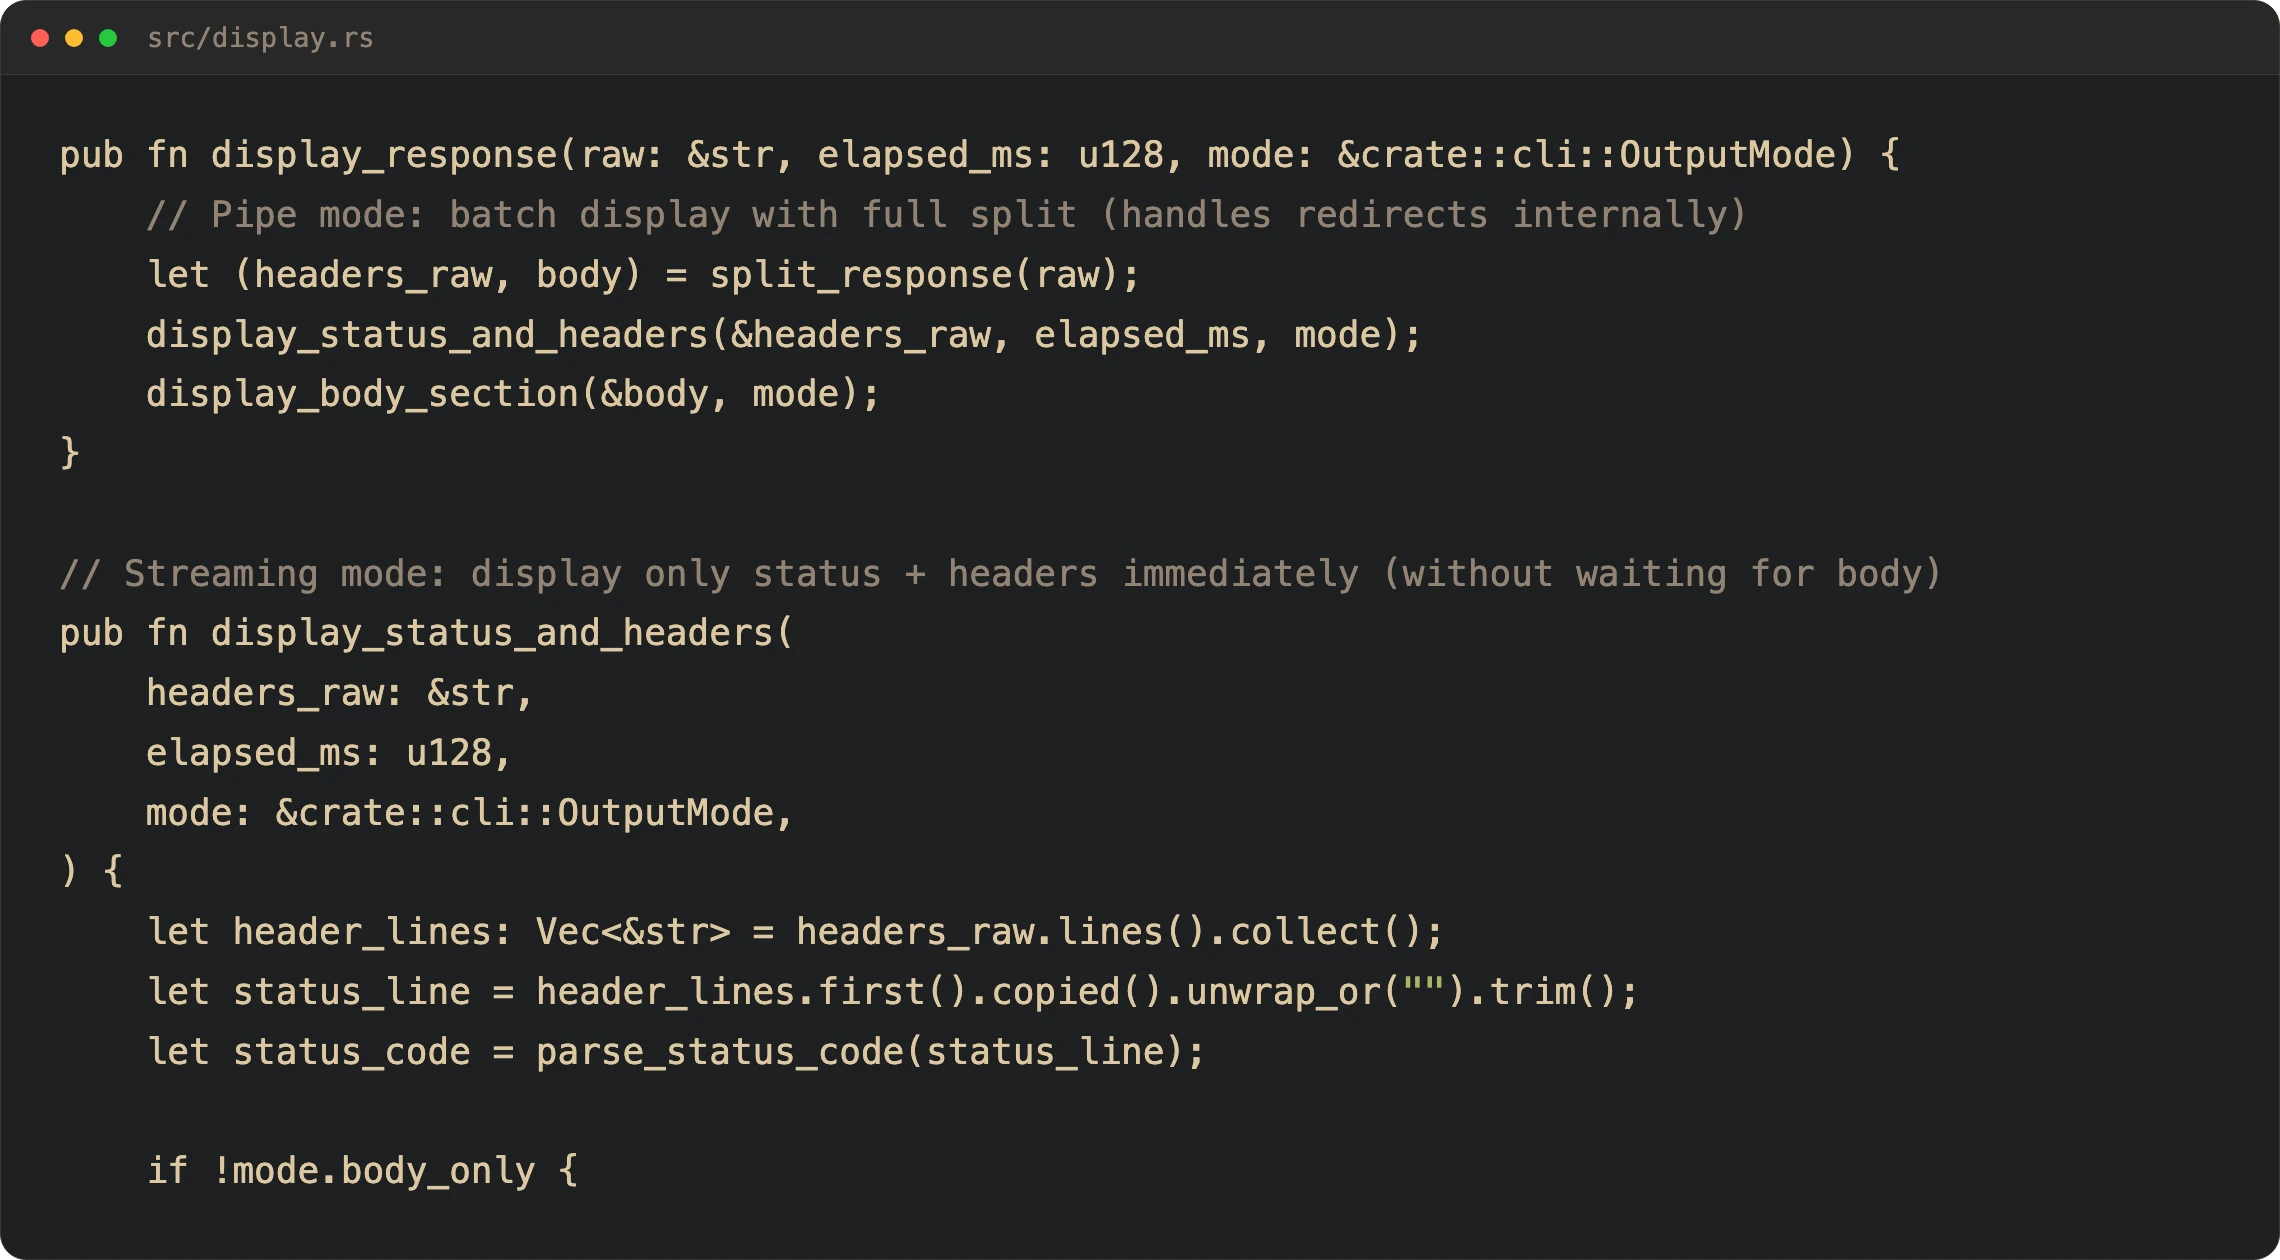 src/display.rs
pub fn display_response(raw: &str, elapsed_ms: u128, mode: &crate::cli::OutputMode) {
    // Pipe mode: batch display with full split (handles redirects internally)
    let (headers_raw, body) = split_response(raw);
    display_status_and_headers(&headers_raw, elapsed_ms, mode);
    display_body_section(&body, mode);
}

// Streaming mode: display only status + headers immediately (without waiting for body)
pub fn display_status_and_headers(
    headers_raw: &str,
    elapsed_ms: u128,
    mode: &crate::cli::OutputMode,
) {
    let header_lines: Vec<&str> = headers_raw.lines().collect();
    let status_line = header_lines.first().copied().unwrap_or("").trim();
    let status_code = parse_status_code(status_line);

    if !mode.body_only {